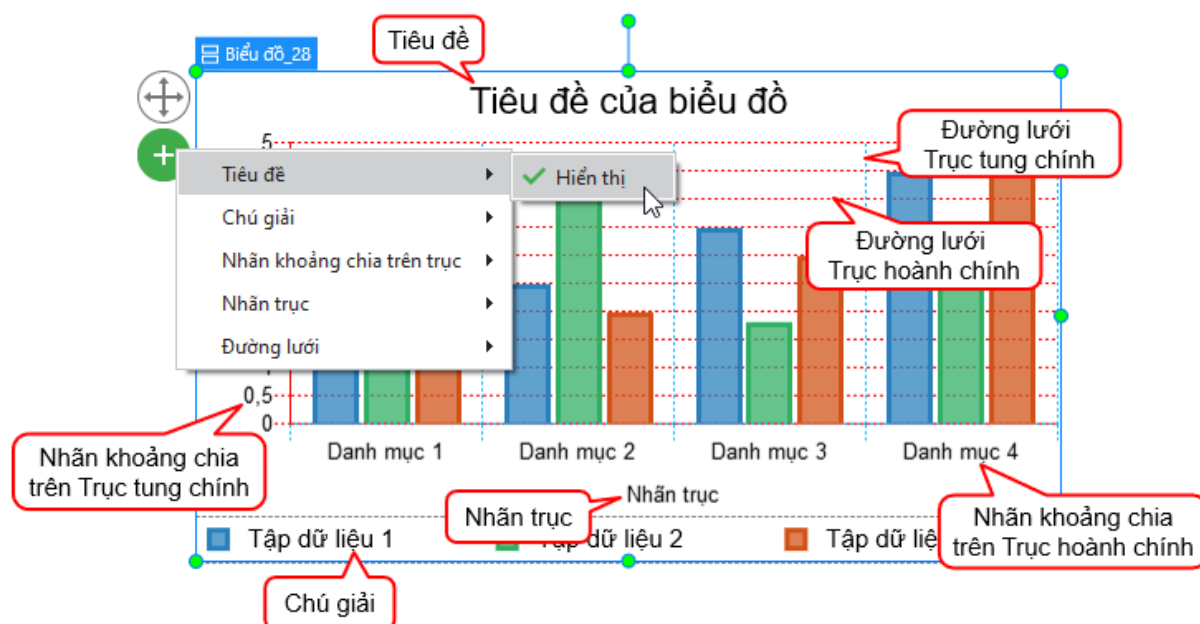 Tiêu đề
Biểu đồ_28
Tiêu đề của biểu đồ
Đường lưới
Trục tung chính
5
Tiêu đề
Hiển thị
Chú giải
Nhãn khoảng chia trên trục
Nhãn trục
Đường lưới
Đường lưới
Trục hoành chính
0,5
0
Danh mục 1
Danh mục 2
Danh mục 3
Danh mục 4
Nhãn khoảng chia
trên Trục tung chính
Nhãn trục
Nhãn trục
Nhãn khoảng chia
trên Trục hoành chính
Tập dữ liệu 1
dữ liệu 2
Tập dữ
Chú giải